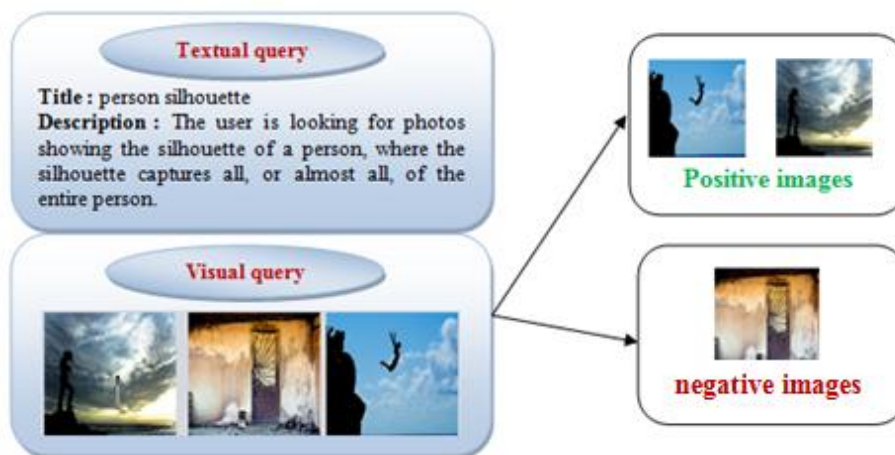 Textual query
Title : person silhouette
Description : The user is looking for photos
showing the silhouette of a person, where the
silhouette captures all, or almost all, of the
entire person.
Visual query
Positive images
negative images